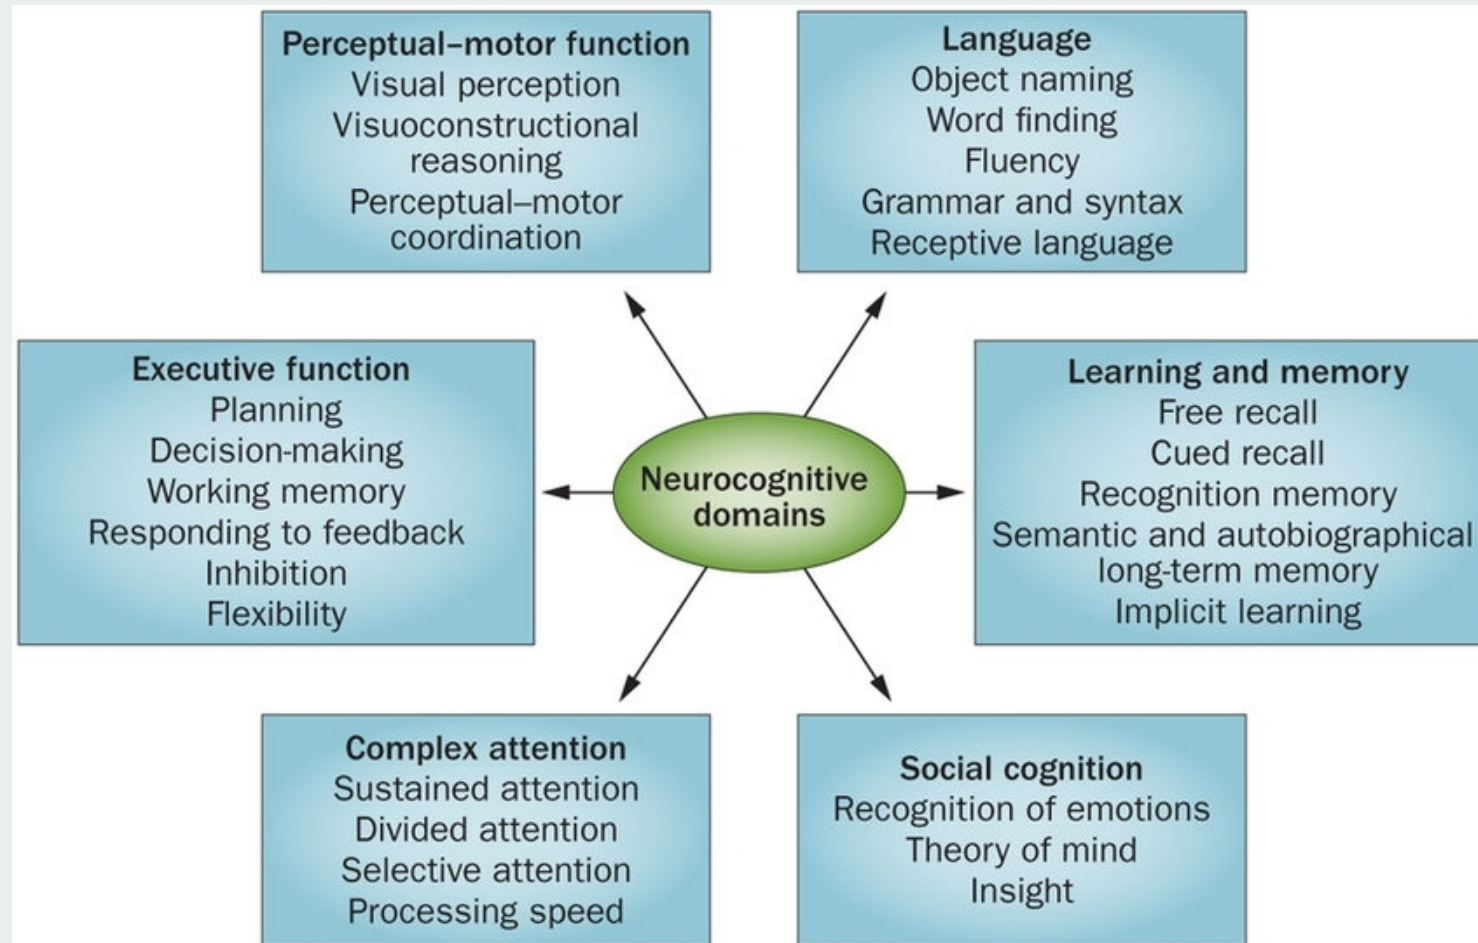 Perceptual–motor function
Visual perception
Visuoconstructional
reasoning
Perceptual–motor
coordination
Language
Object naming
Word finding
Fluency
Grammar and syntax
Receptive language
Executive function
Planning
Decision-making
Working memory
Responding to feedback
Inhibition
Flexibility
Neurocognitive
domains
Learning and memory
Free recall
Cued recall
Recognition memory
Semantic and autobiographical
long-term memory
Implicit learning
Complex attention
Sustained attention
Divided attention
Selective attention
Processing speed
Social cognition
Recognition of emotions
Theory of mind
Insight